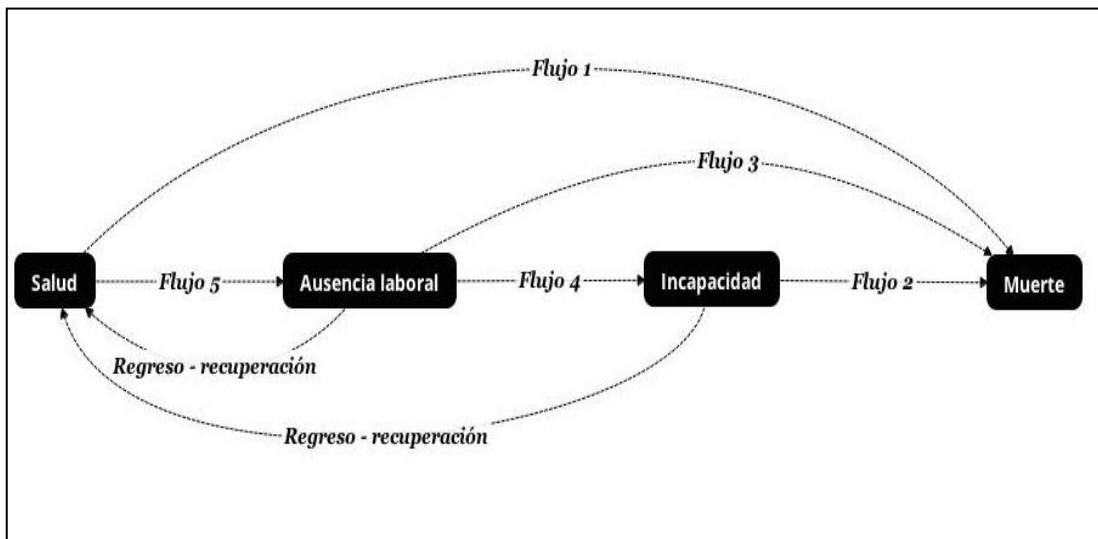 Flujo 1
Flujo 3
Salud
Flujo 5
Ausencia laboral
Flujo 4
Incapacidad
Flujo 2
Muerte
Regreso - recuperación
Regreso - recuperación